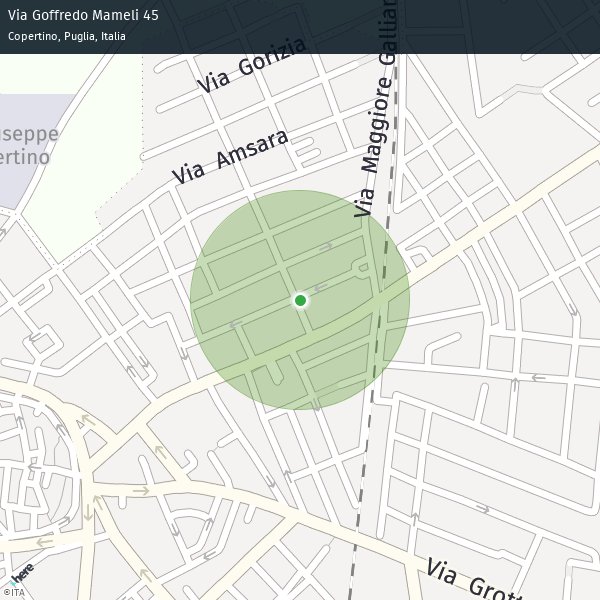 Via Goffredo Mameli 45
Copertino, Puglia, Italia
Via Gorizia
Via Maggiore Gallian
useppe
ertino
Via Amsara
Via Grott
here
©ITA